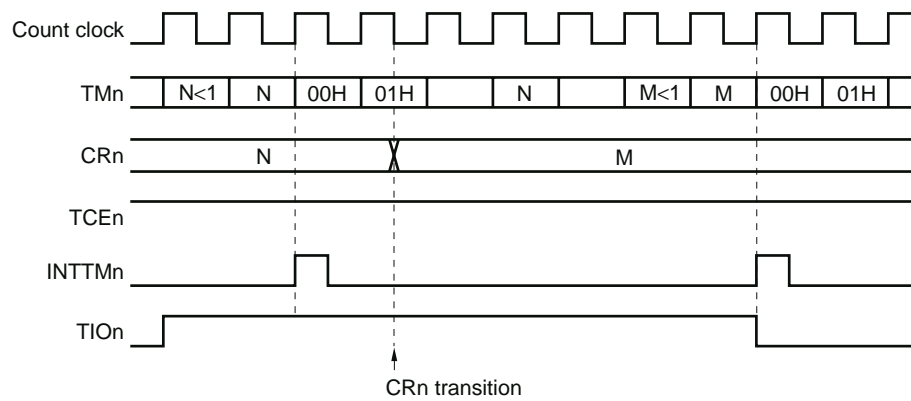 Count clock
TMn N<1 N 00H 01H N M<1 M 00H 01H
CRn N M
TCEn
INTTMn
TIOn
CRn transition